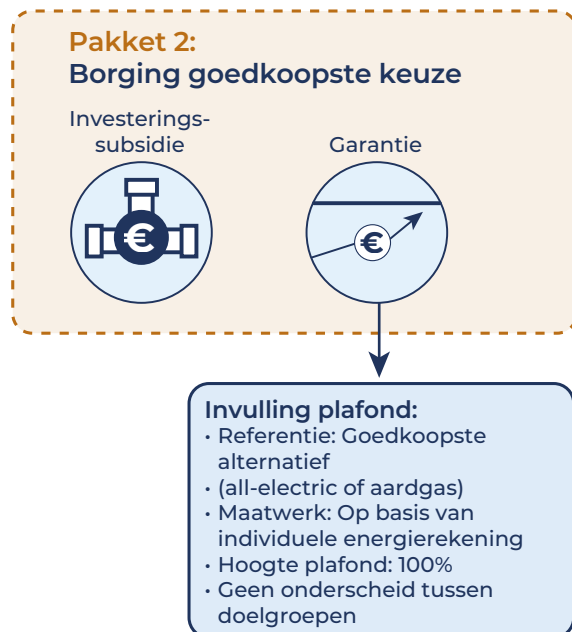 Pakket 2:
Borging goedkoopste keuze
Investerings-
subsidie
Garantie
€
€
Invulling plafond:
• Referentie: Goedkoopste
alternatief
• (all-electric of aardgas)
• Maatwerk: Op basis van
individuele energierekening
• Hoogte plafond: 100%
• Geen onderscheid tussen
doelgroepen